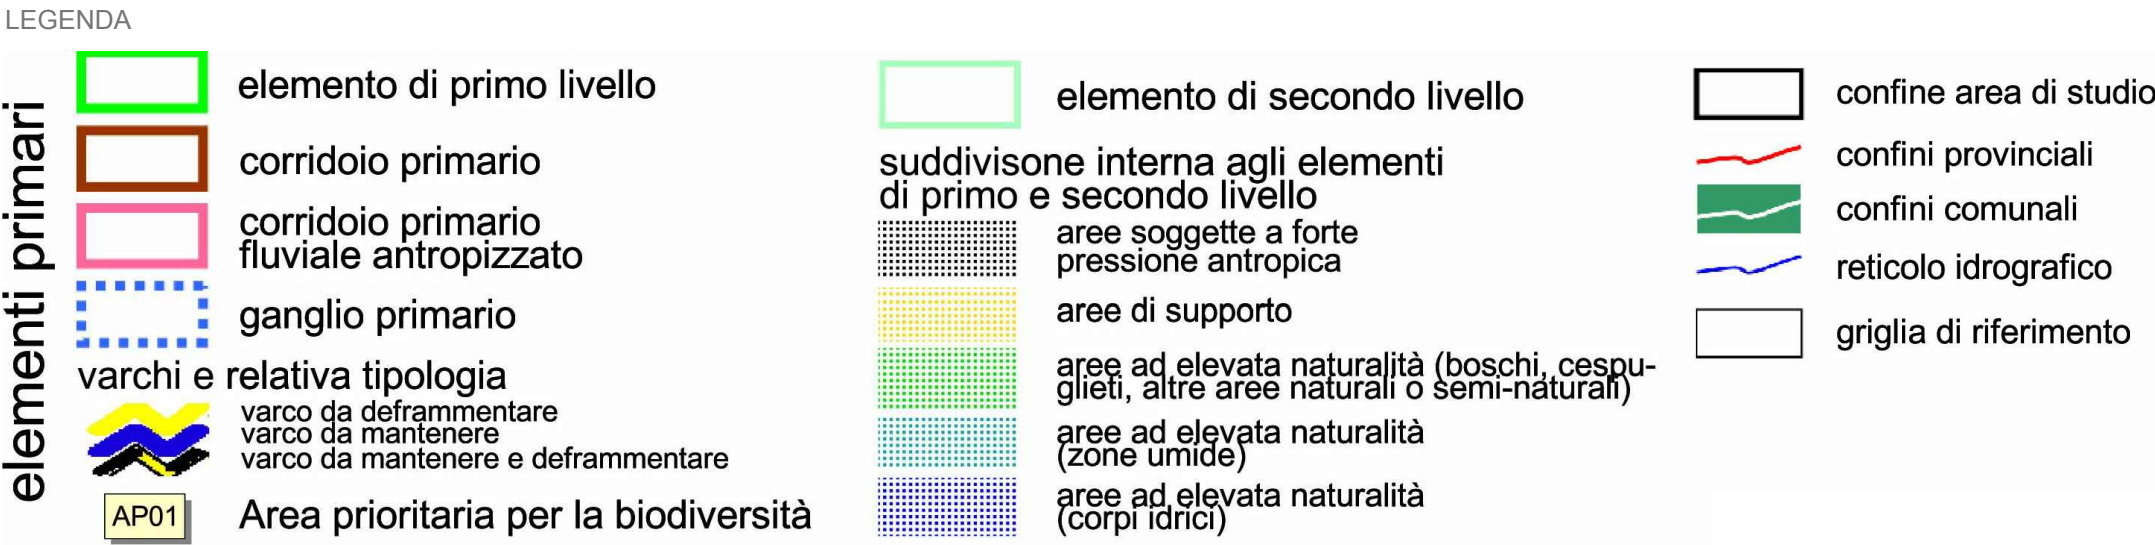 LEGENDA
elementi primari
elemento di primo livello
corridoio primario
corridoio primario
fluviale antropizzato
ganglio primario
varchi e relativa tipologia
varco da deframmentare
varco da mantenere
varco da mantenere e deframmentare
AP01
Area prioritaria per la biodiversità
elemento di secondo livello
suddivisone interna agli elementi
di primo e secondo livello
aree soggette a forte
pressione antropica
aree di supporto
aree ad elevata naturalità (boschi, cespu-
glieti, altre aree naturali o semi-naturali)
aree ad elevata naturalità
(zone umide)
aree ad elevata naturalità
(corpi idrici)
confine area di studio
confini provinciali
confini comunali
reticolo idrografico
griglia di riferimento